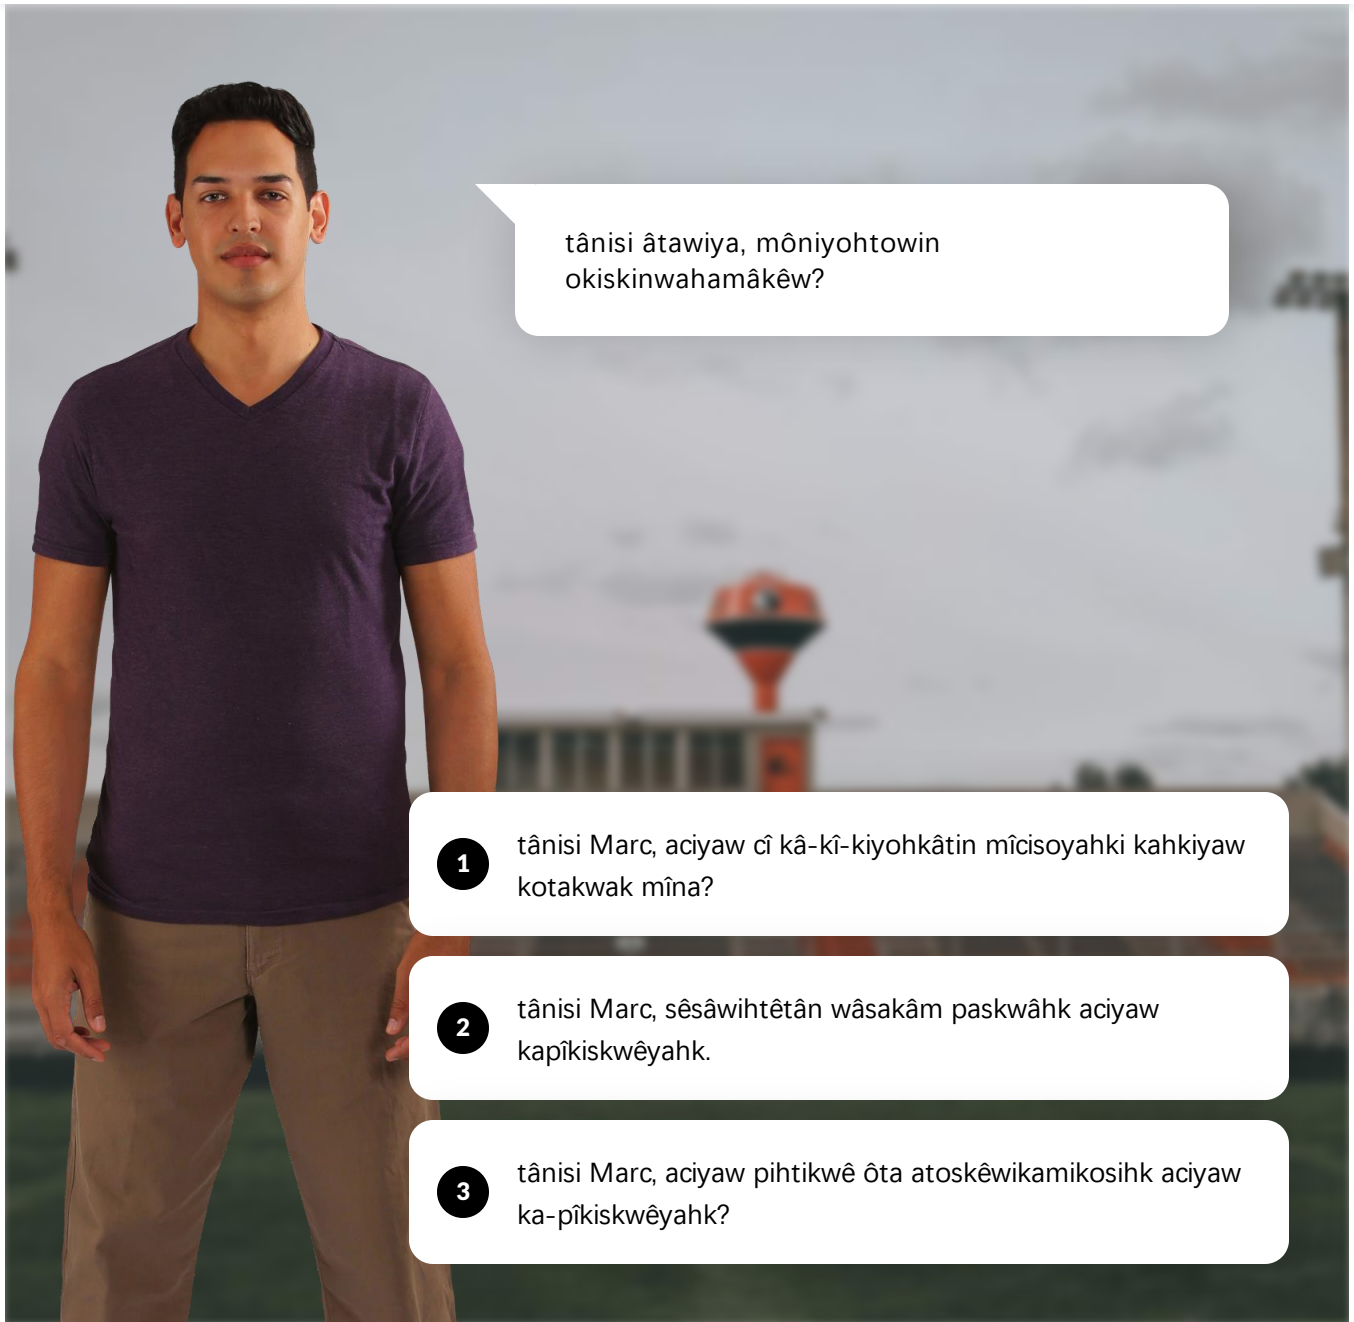 tânisi âtawiya, môniyohtowin
okiskinwahamâkêw?
1
tânisi Marc, aciyaw cî kâ-kî-kiyohkâtin mîcisoyahki kahkiyaw
kotakwak mîna?
2
tânisi Marc, sêsâwihtêtân wâsakâm paskwâhk aciyaw
kapîkiskwêyahk.
3
tânisi Marc, aciyaw pihtikwê ôta atoskêwikamikosihk aciyaw
ka-pîkiskwêyahk?